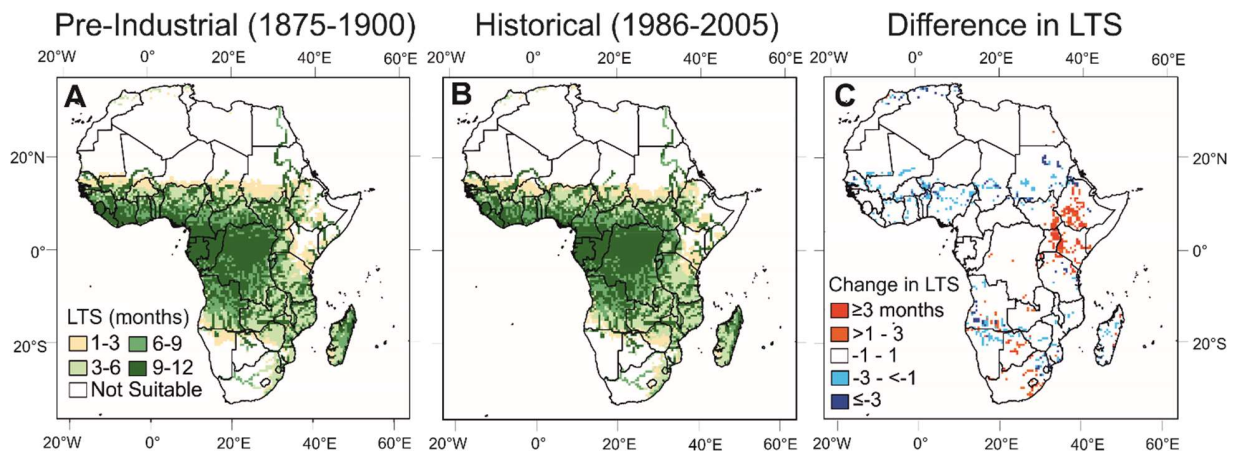 Pre-Industrial (1875-1900) Historical (1986-2005) Difference in LTS
20°W 0° 20°E 40°E 60°E 20°W 0° 20°E 40°E 60°E 20°W 0° 20°E 40°E 60°E
A B C
20°N 20°N
0° 0°
20°S 20°S
LTS (months)
1-3 6-9
3-6 9-12
Not Suitable
Change in LTS
≥3 months
>1 - 3
-1 - 1
-3 - <-1
≤-3
20°W 0° 20°E 40°E 60°E 20°W 0° 20°E 40°E 60°E 20°W 0° 20°E 40°E 60°E